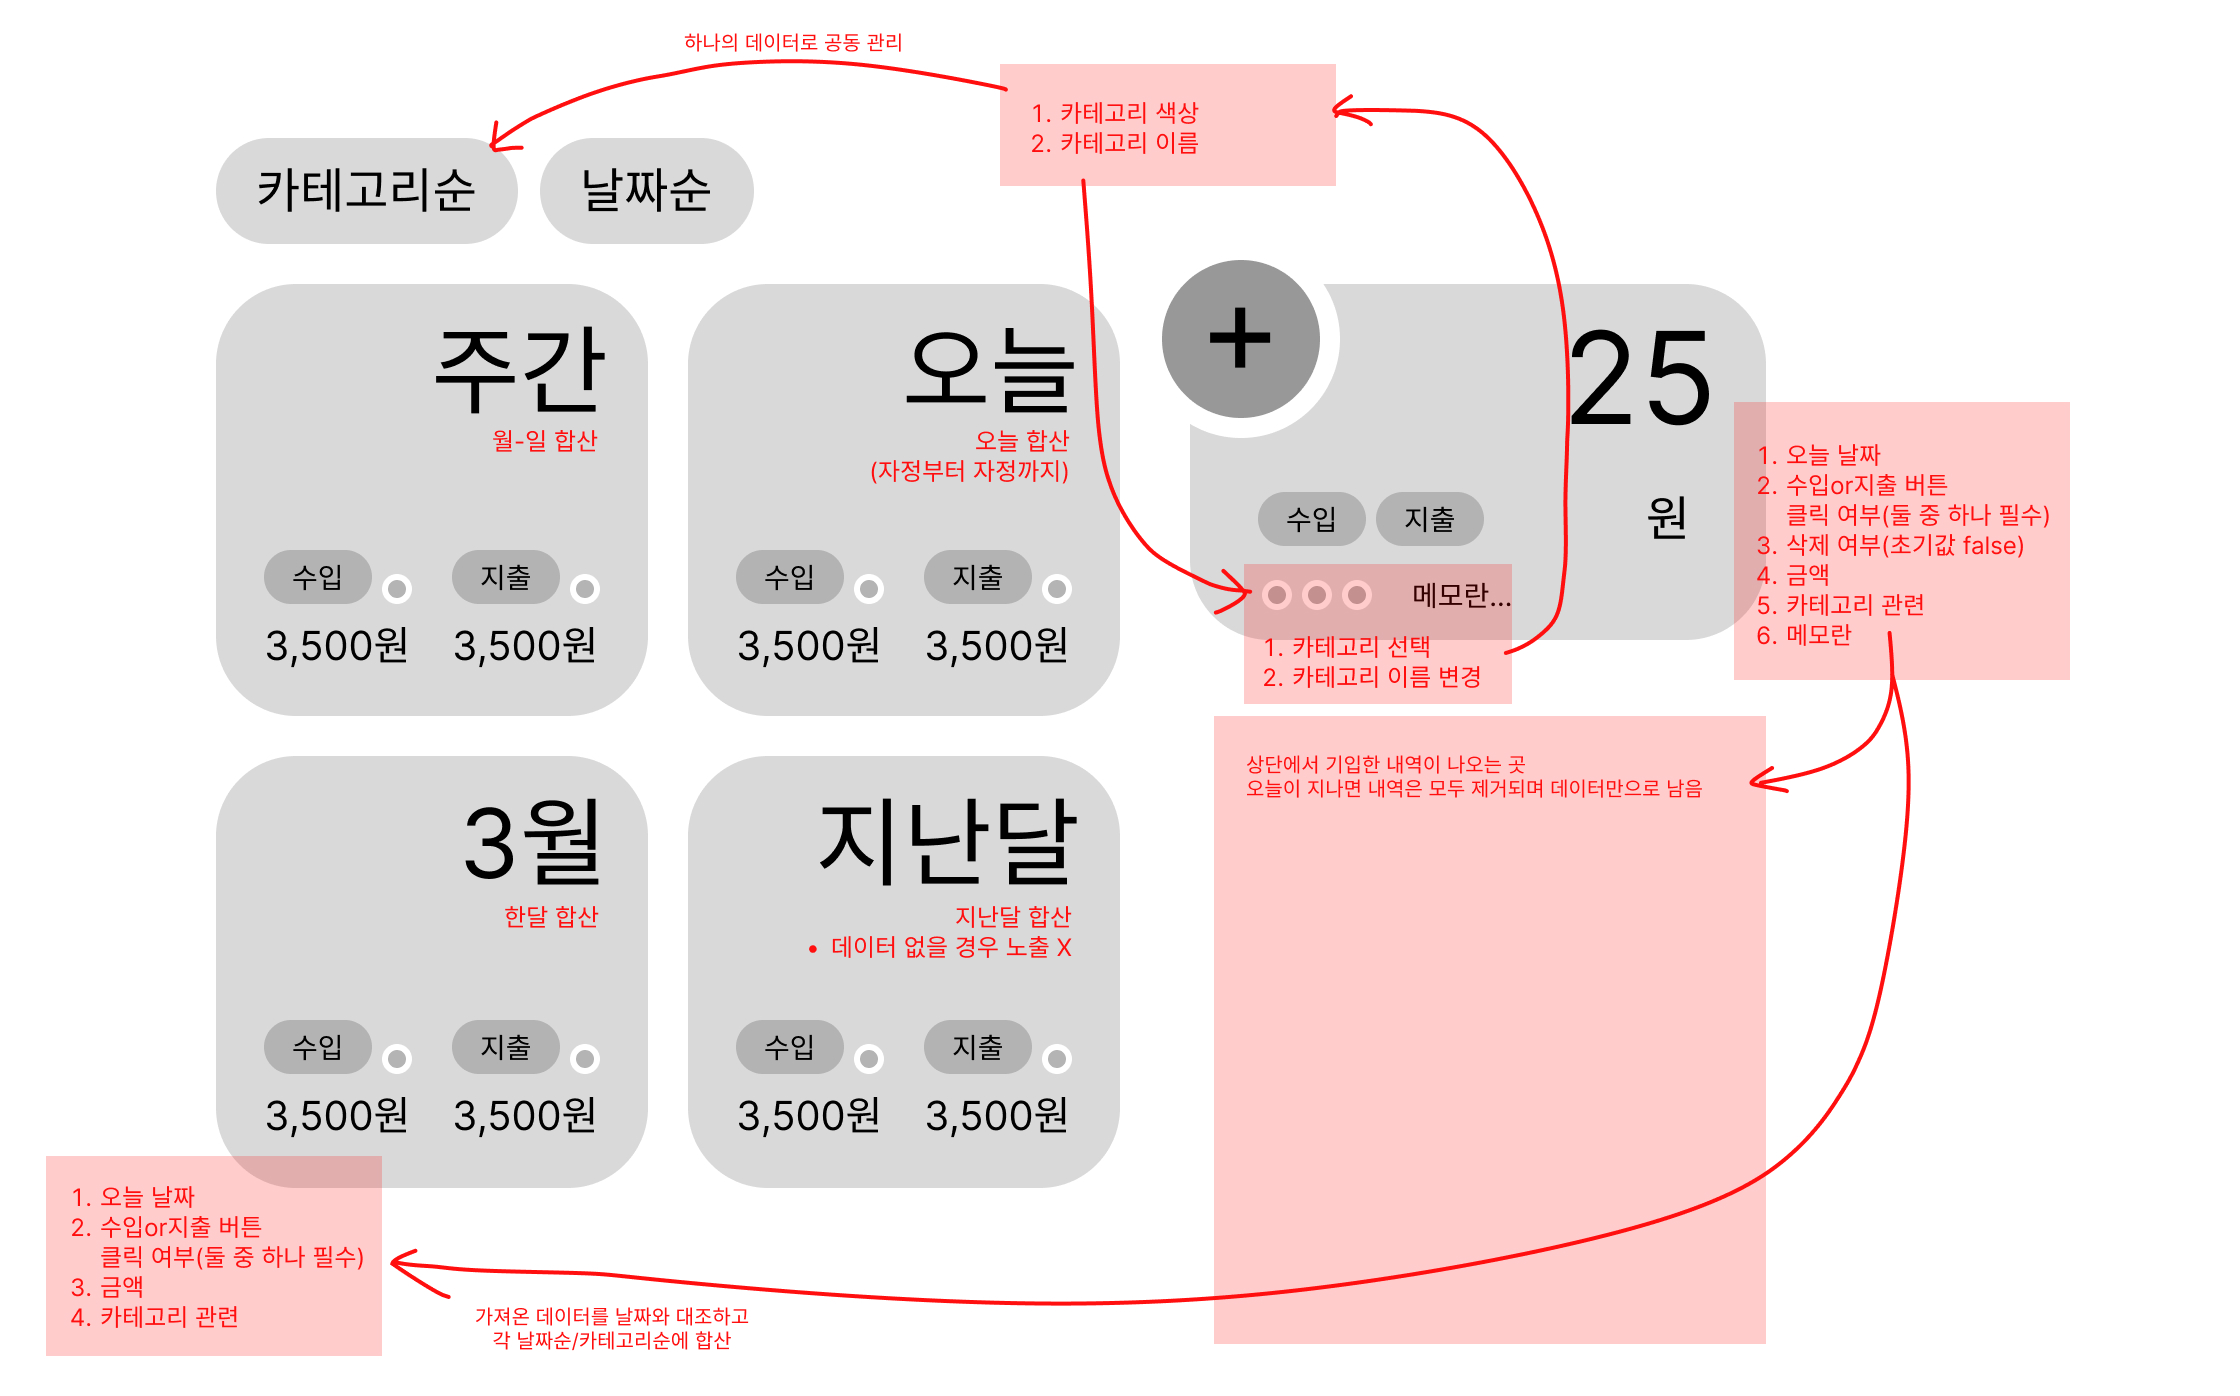 하나의 데이터로 공동 관리
1. 카테고리 색상
2. 카테고리 이름
카테고리순
날짜순
주간
월-일 합산
수입
지출
3,500원
3,500원
오늘
오늘 합산
(자정부터 자정까지)
수입
지출
3,500원
3,500원
+
25
원
수입
지출
메모란...
1. 카테고리 선택
2. 카테고리 이름 변경
1. 오늘 날짜
2. 수입or지출 버튼
클릭 여부(둘 중 하나 필수)
3. 삭제 여부(초기값 false)
4. 금액
5. 카테고리 관련
6. 메모란
상단에서 기입한 내역이 나오는 곳
오늘이 지나면 내역은 모두 제거되며 데이터만으로 남음
3월
한달 합산
수입
지출
3,500원
3,500원
지난달
지난달 합산
• 데이터 없을 경우 노출 X
수입
지출
3,500원
3,500원
1. 오늘 날짜
2. 수입or지출 버튼
클릭 여부(둘 중 하나 필수)
3. 금액
4. 카테고리 관련
가져온 데이터를 날짜와 대조하고
각 날짜순/카테고리순에 합산